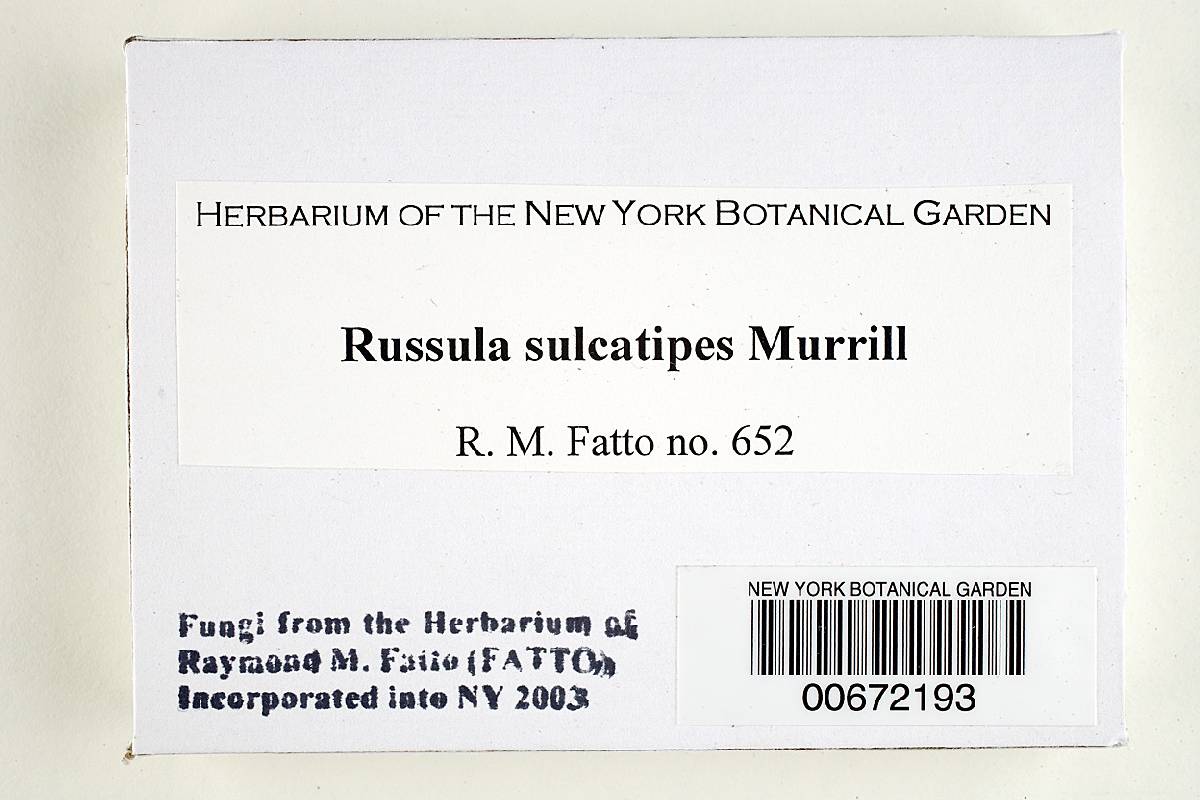 HERBARIUM OF THE NEW YORK BOTANICAL GARDEN
Russula sulcatipes Murrill
R. M. Fatto no. 652
Fungi from the Herbarium of
Raymond M. Fatto (FATTO)
Incorporated into NY 2003
NEW YORK BOTANICAL GARDEN
00672193